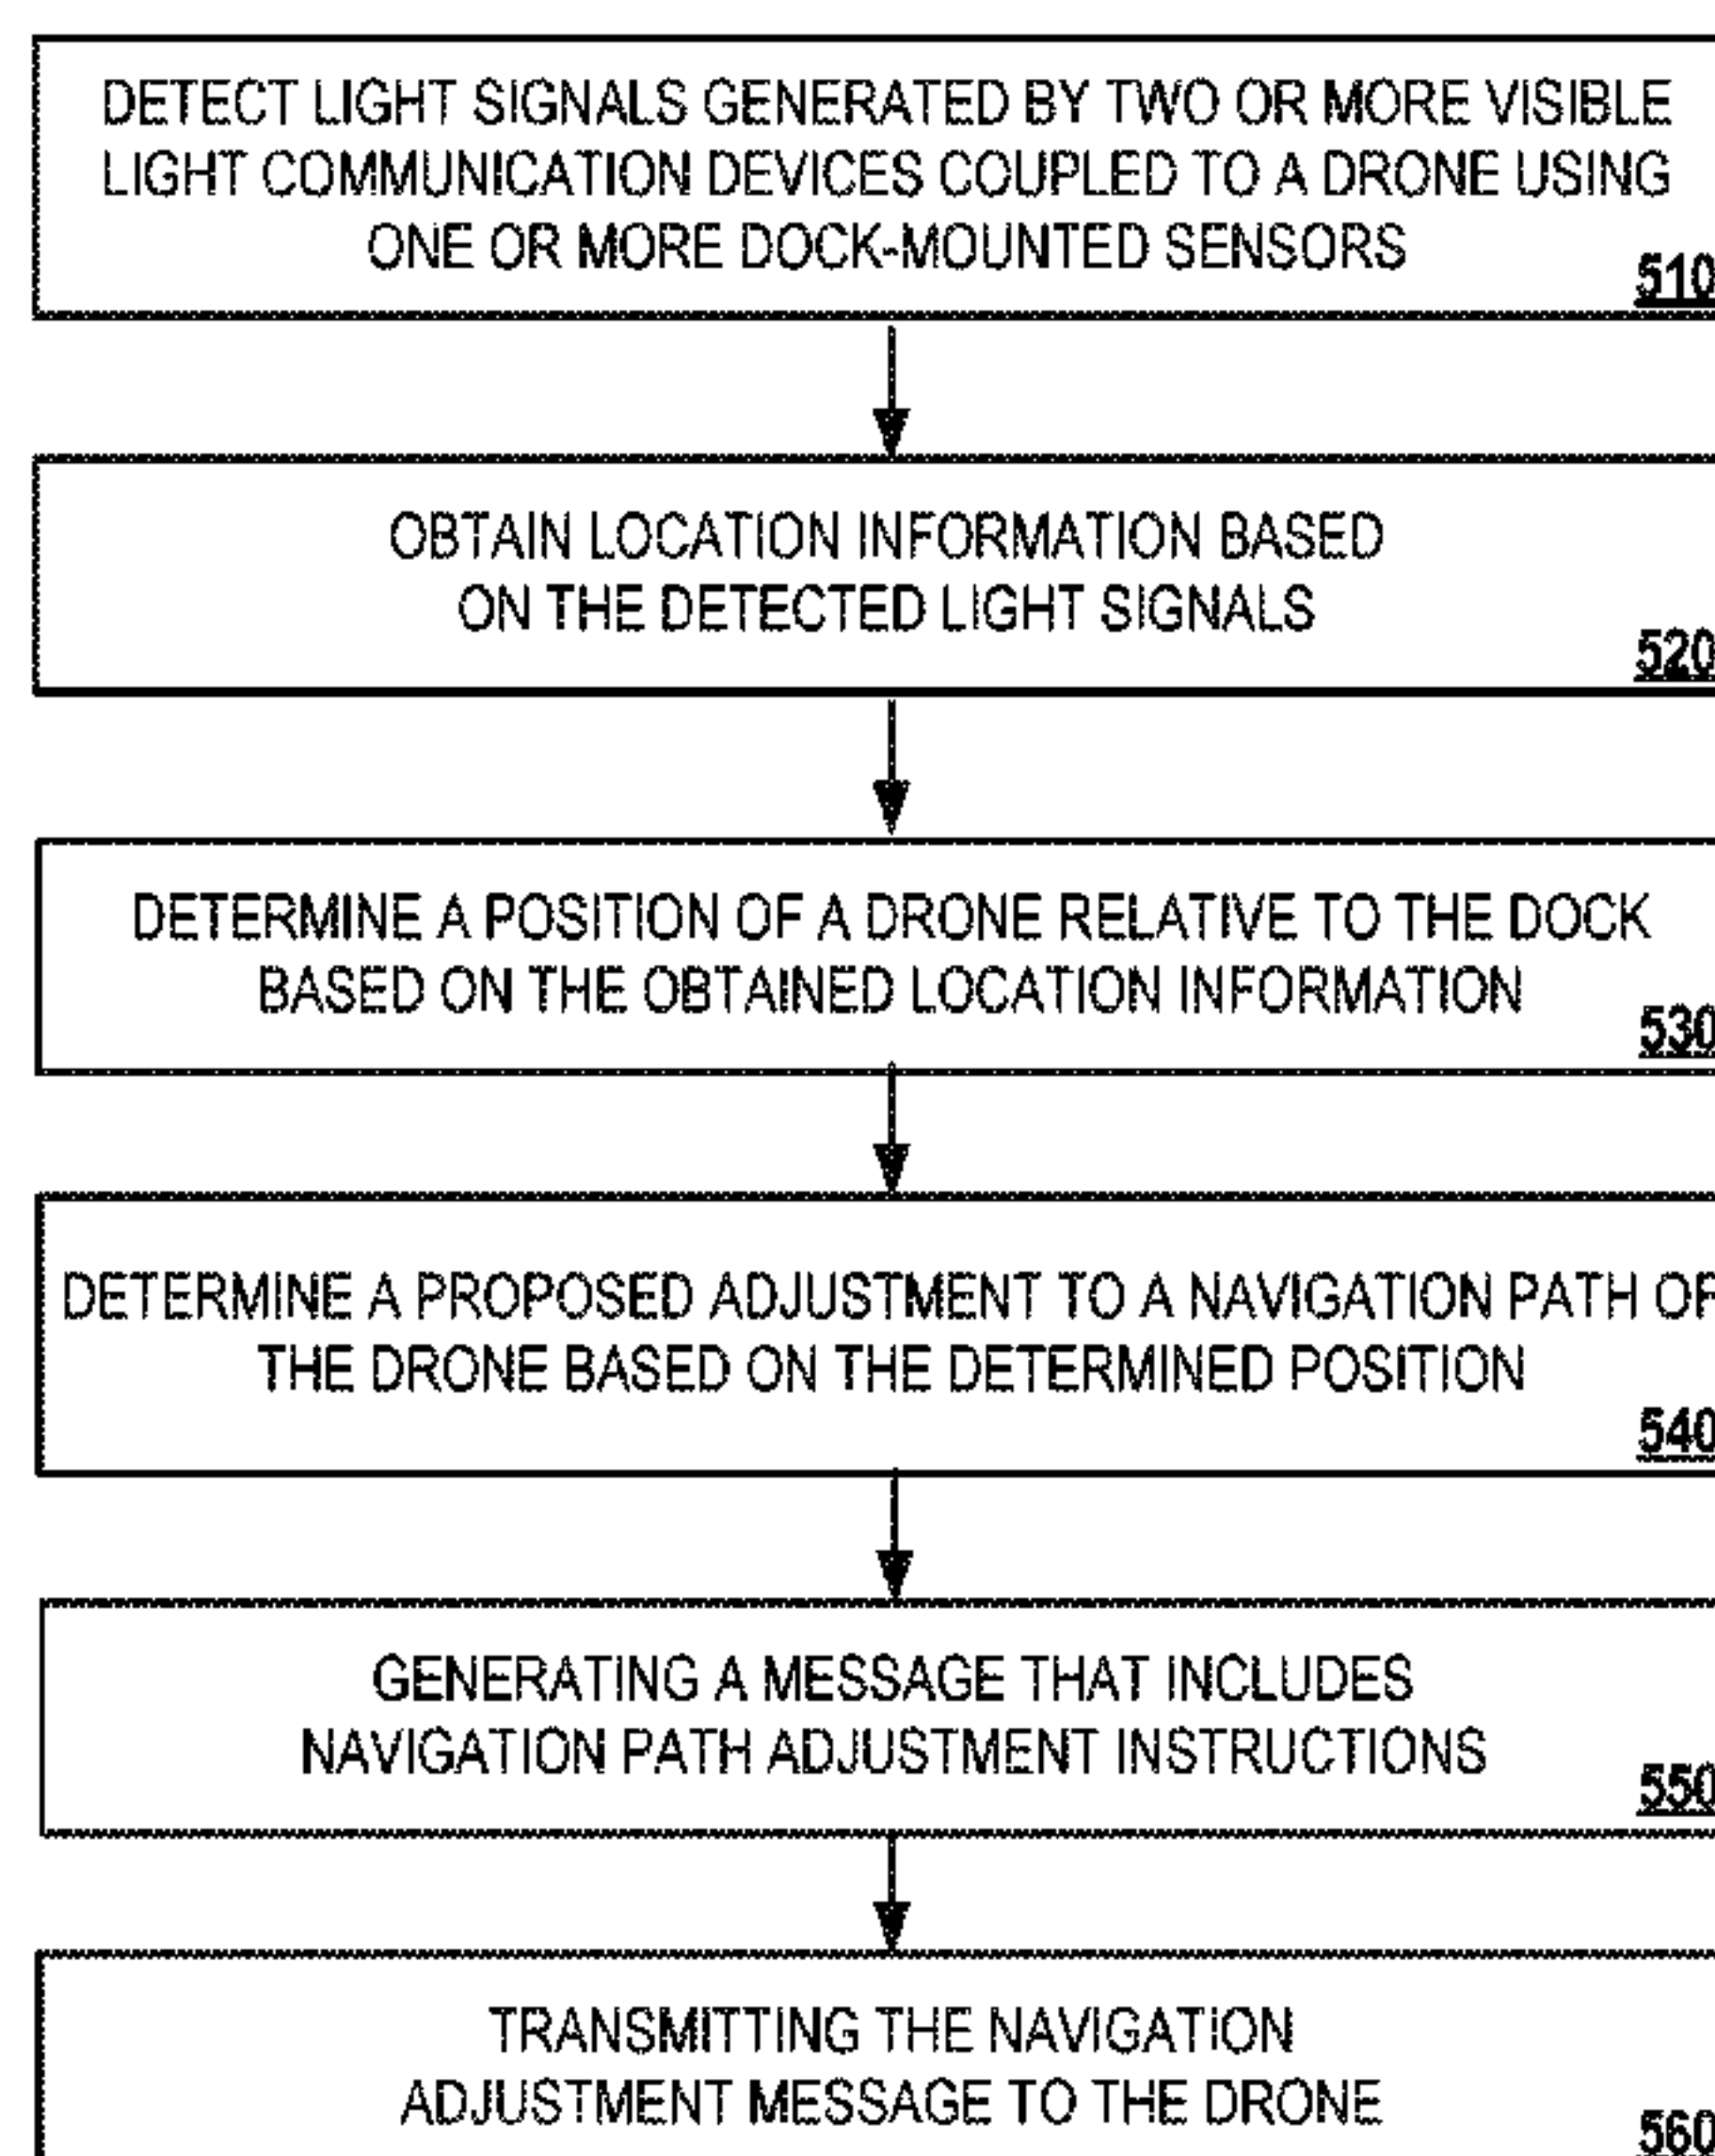 DETECT LIGHT SIGNALS GENERATED BY TWO OR MORE VISIBLE
LIGHT COMMUNICATION DEVICES COUPLED TO A DRONE USING
ONE OR MORE DOCK-MOUNTED SENSORS
510
OBTAIN LOCATION INFORMATION BASED
ON THE DETECTED LIGHT SIGNALS
520
DETERMINE A POSITION OF A DRONE RELATIVE TO THE DOCK
BASED ON THE OBTAINED LOCATION INFORMATION
530
DETERMINE A PROPOSED ADJUSTMENT TO A NAVIGATION PATH OF
THE DRONE BASED ON THE DETERMINED POSITION
540
GENERATING A MESSAGE THAT INCLUDES
NAVIGATION PATH ADJUSTMENT INSTRUCTIONS
550
TRANSMITTING THE NAVIGATION
ADJUSTMENT MESSAGE TO THE DRONE
560